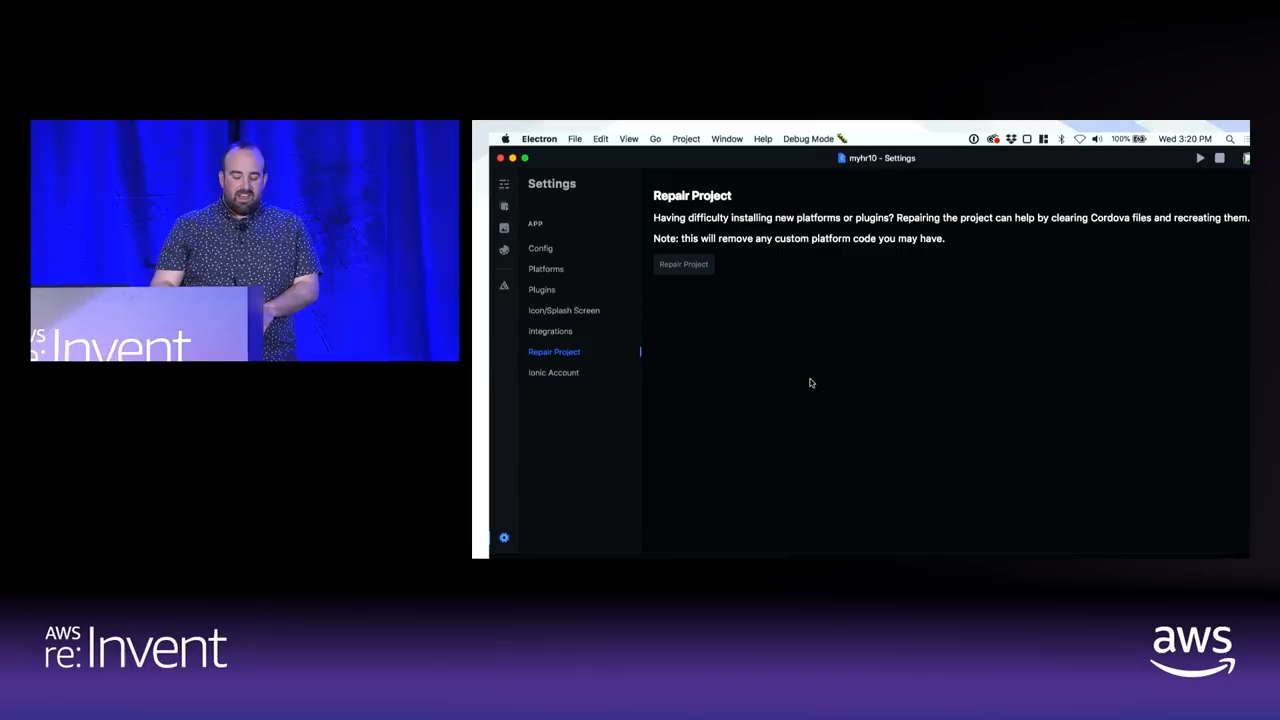 WS
re:Invent
Electron File Edit View Go Project Window Help Debug Mode 100% Wed 3:20 PM
myhr10 - Settings
Settings
APP
Config
Platforms
Plugins
Icon/Splash Screen
Integrations
Repair Project
Ionic Account
Repair Project
Having difficulty installing new platforms or plugins? Repairing the project can help by clearing Cordova files and recreating them.
Note: this will remove any custom platform code you may have.
Repair Project
AWS
re:Invent
aws